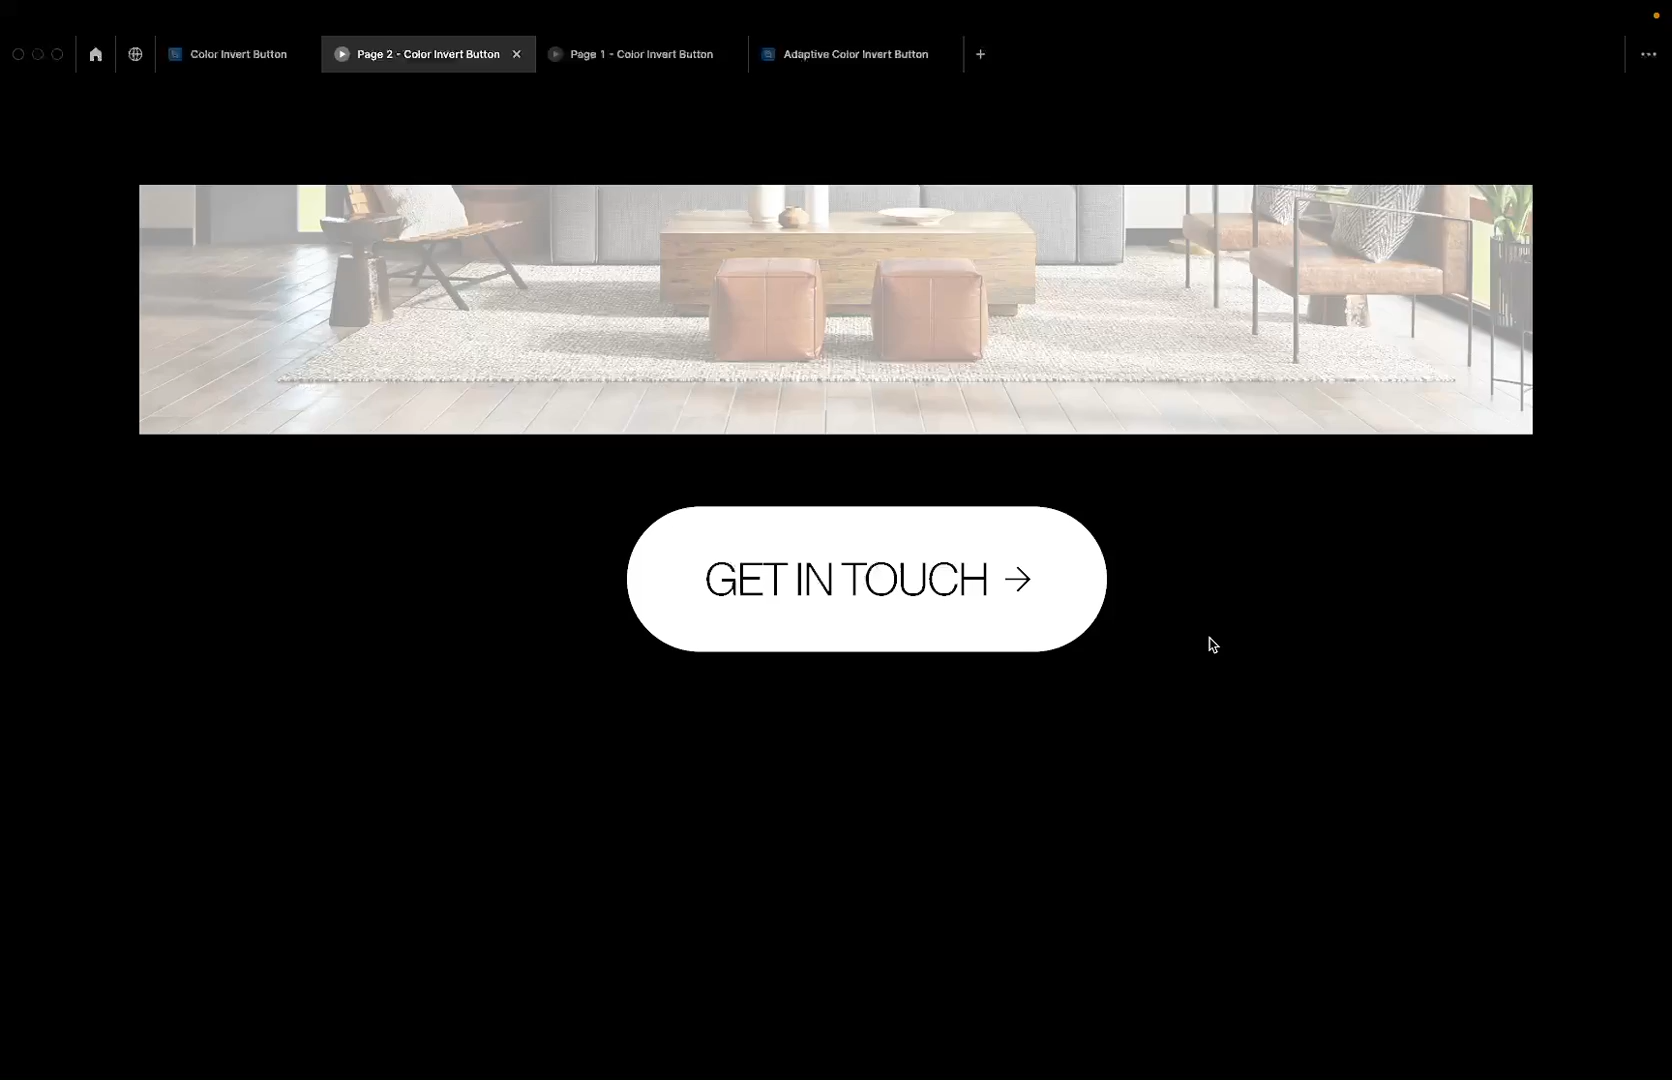 Color Invert Button
Page 2 - Color Invert Button
Page 1 - Color Invert Button
Adaptive Color Invert Button
GET IN TOUCH →